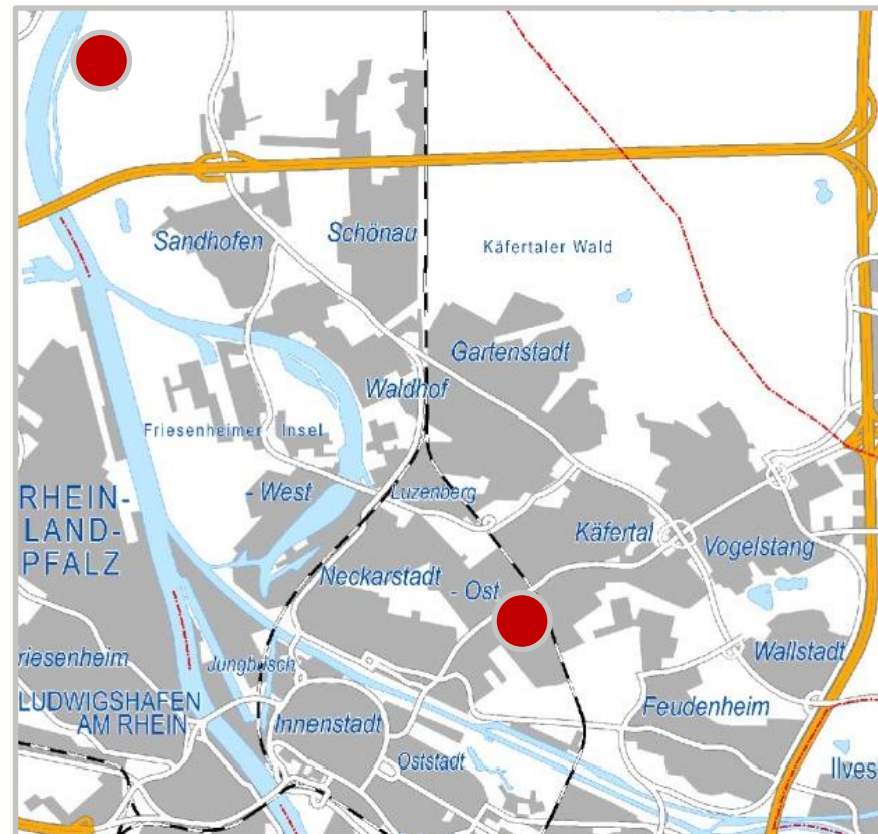 Sandhofen
Schönau
Käfertaler Wald
Gartenstadt
Waldhof
Friesenheimer Insel
RHEIN-
LAND-
PFALZ
- West
Luzenberg
Käfertal
Vogelstang
Neckarstadt
- Ost
riesenheim
Jungbusch
Wallstadt
LUDWIGSHAFEN
AM RHEIN
Innenstadt
Feudenheim
Oststadt
Ilves